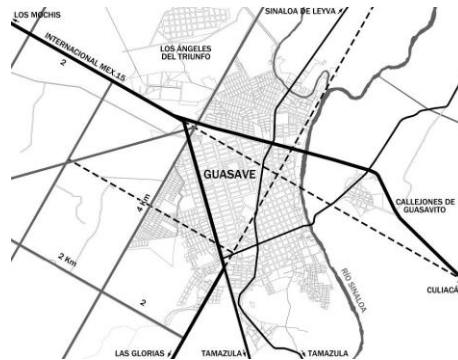 LOS MOCHIS
SINALOA DE LEYVA
INTERNACIONAL MEX 15
LOS ÁNGELES
DEL TRIUNFO
2
GUASAVE
4 Km
CALLEJONES DE
GUASAVITO
2 Km
RÍO SINALOA
CULIACÁ
2
LAS GLORIAS
TAMAZULA
TAMAZULA